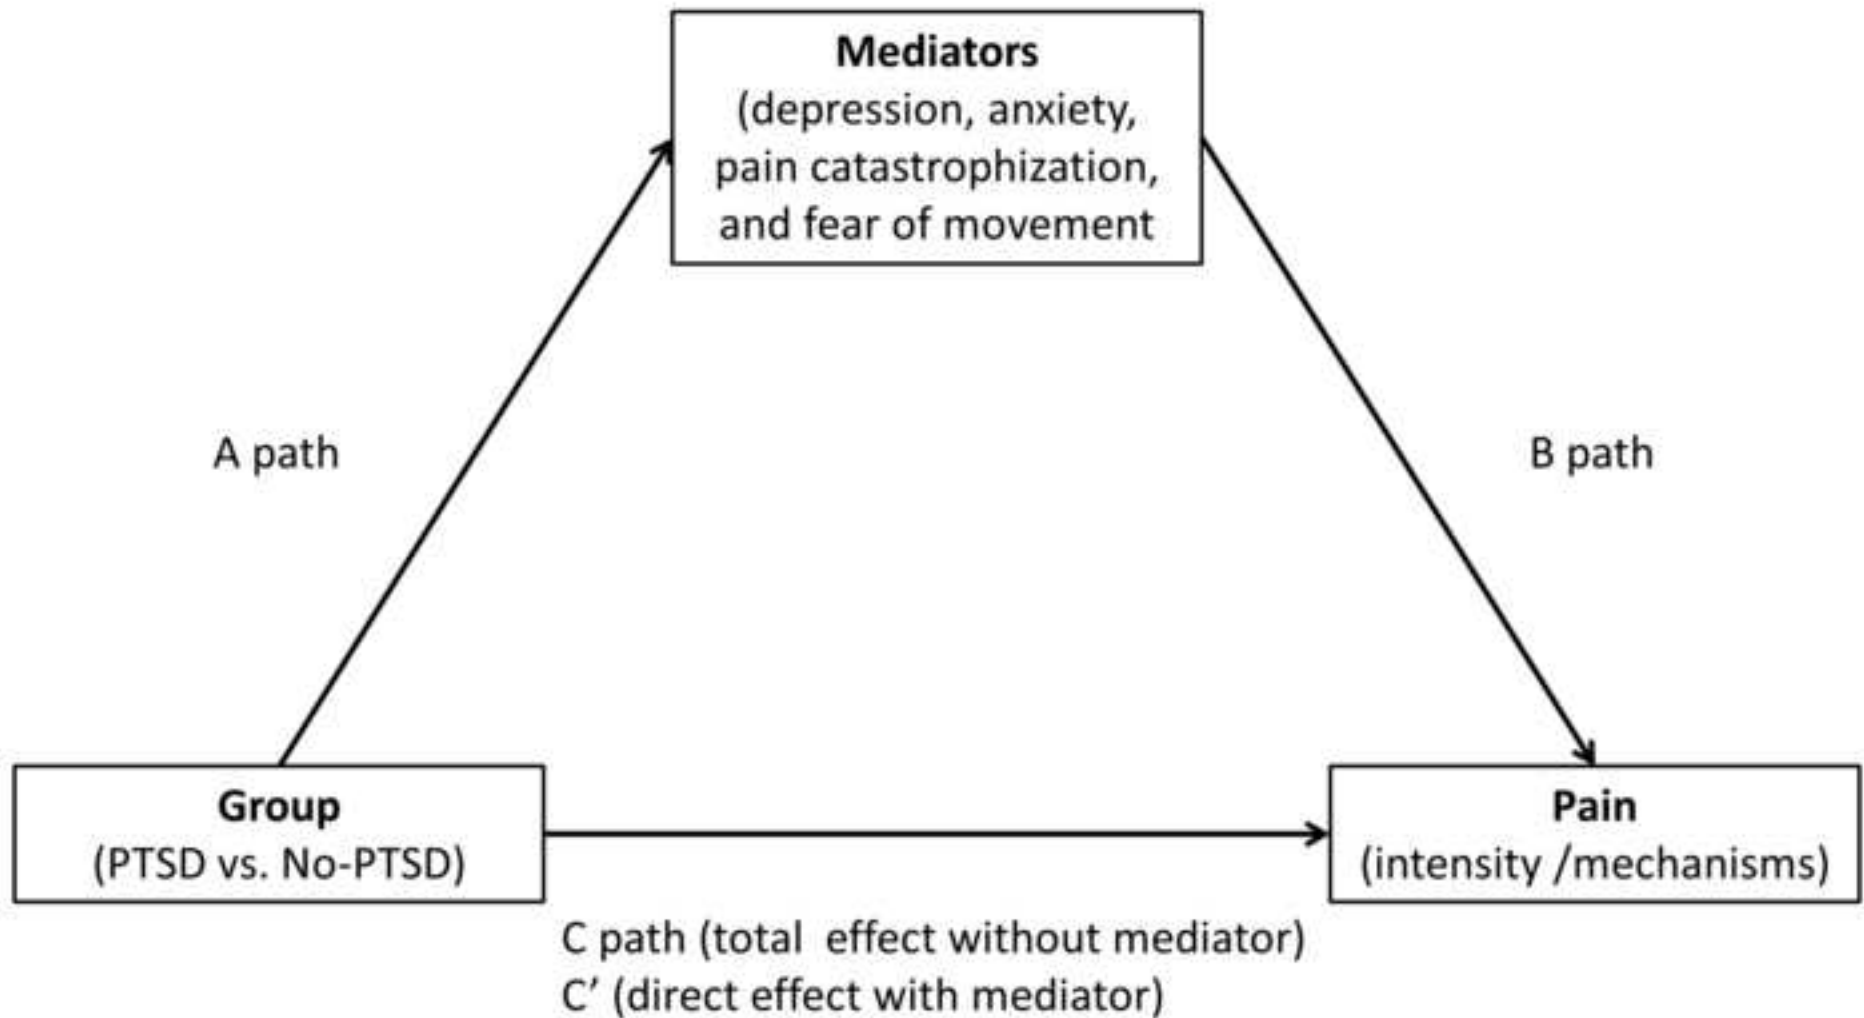 Mediators
(depression, anxiety,
pain catastrophization,
and fear of movement
A path
B path
Group
(PTSD vs. No-PTSD)
Pain
(intensity /mechanisms)
C path (total  effect without mediator)
C’ (direct effect with mediator)